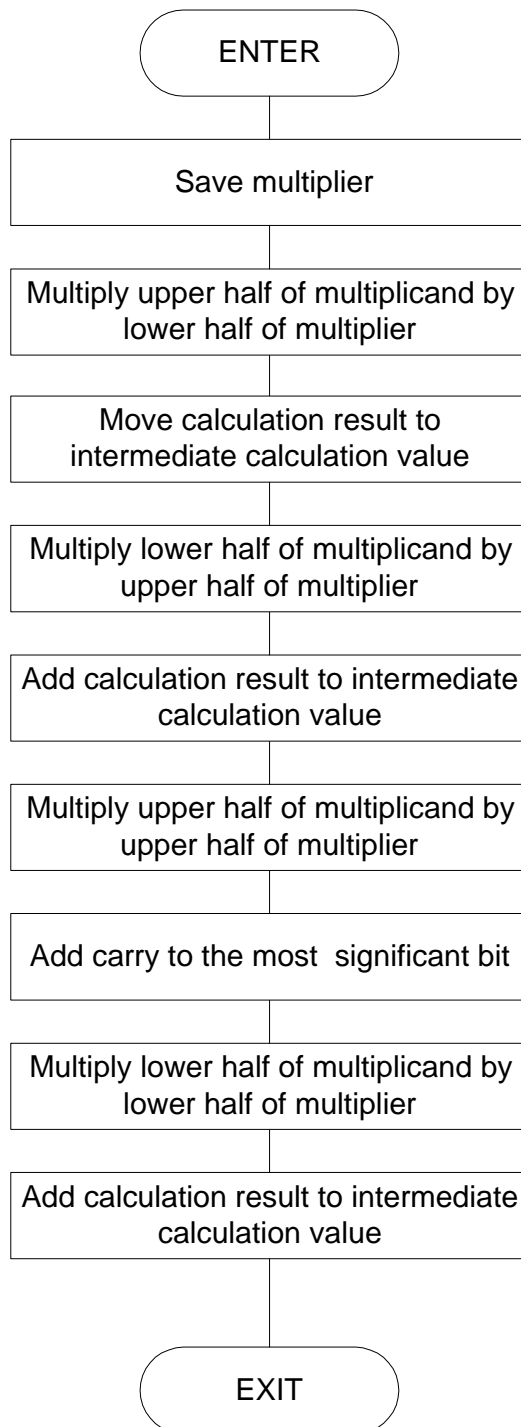 ENTER
Save multiplier
Multiply upper half of multiplicand by
lower half of multiplier
Move calculation result to
intermediate calculation value
Multiply lower half of multiplicand by
upper half of multiplier
Add calculation result to intermediate
calculation value
Multiply upper half of multiplicand by
upper half of multiplier
Add carry to the most  significant bit
Multiply lower half of multiplicand by
lower half of multiplier
Add calculation result to intermediate
calculation value
EXIT